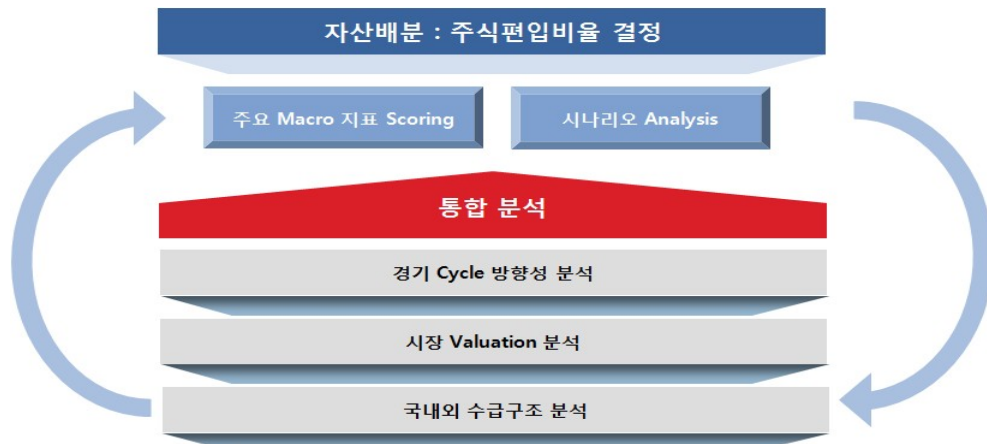 자산배분 : 주식편입비율 결정
주요 Macro 지표 Scoring
시나리오 Analysis
통합 분석
경기 Cycle 방향성 분석
시장 Valuation 분석
국내외 수급구조 분석